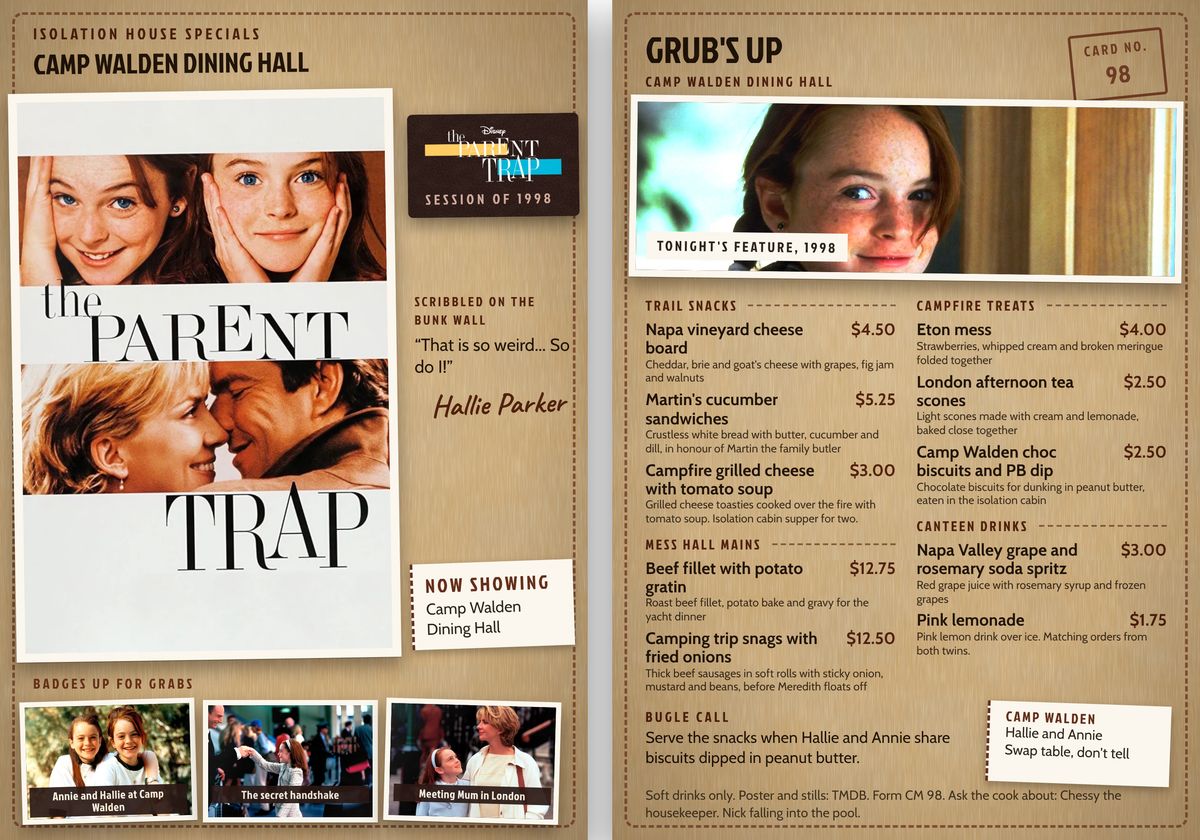 ISOLATION HOUSE SPECIALS
CAMP WALDEN DINING HALL
the
PARENT
TRAP
Disney
the
PARENT
TRAP
SESSION OF 1998
SCRIBBLED ON THE
BUNK WALL
“That is so weird... So
do I!”
Hallie Parker
NOW SHOWING
Camp Walden
Dining Hall
BADGES UP FOR GRABS
Annie and Hallie at Camp
Walden
The secret handshake
Meeting Mum in London
GRUB'S UP
CAMP WALDEN DINING HALL
CARD NO.
98
TONIGHT'S FEATURE, 1998
TRAIL SNACKS
Napa vineyard cheese $4.50
board
Cheddar, brie and goat's cheese with grapes, fig jam
and walnuts
Martin's cucumber $5.25
sandwiches
Crustless white bread with butter, cucumber and
dill, in honour of Martin the family butler
Campfire grilled cheese $3.00
with tomato soup
Grilled cheese toasties cooked over the fire with
tomato soup. Isolation cabin supper for two.
MESS HALL MAINS
Beef fillet with potato $12.75
gratin
Roast beef fillet, potato bake and gravy for the
yacht dinner
Camping trip snags with $12.50
fried onions
Thick beef sausages in soft rolls with sticky onion,
mustard and beans, before Meredith floats off
CAMPFIRE TREATS
Eton mess $4.00
Strawberries, whipped cream and broken meringue
folded together
London afternoon tea $2.50
scones
Light scones made with cream and lemonade,
baked close together
Camp Walden choc $2.50
biscuits and PB dip
Chocolate biscuits for dunking in peanut butter,
eaten in the isolation cabin
CANTEEN DRINKS
Napa Valley grape and $3.00
rosemary soda spritz
Red grape juice with rosemary syrup and frozen
grapes
Pink lemonade $1.75
Pink lemon drink over ice. Matching orders from
both twins.
BUGLE CALL
Serve the snacks when Hallie and Annie share
biscuits dipped in peanut butter.
CAMP WALDEN
Hallie and Annie
Swap table, don't tell
Soft drinks only. Poster and stills: TMDB. Form CM 98. Ask the cook about: Chessy the
housekeeper. Nick falling into the pool.